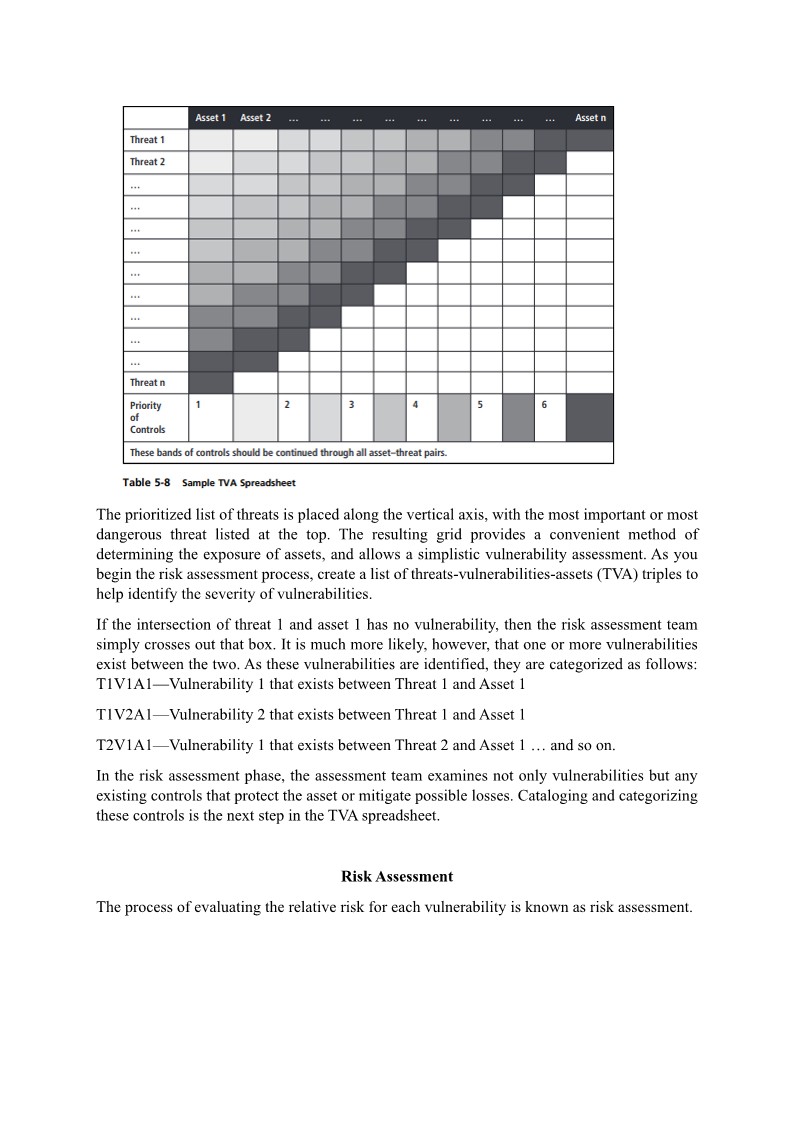 Asset 1 Asset 2 … … … … … … … … … Asset n
Threat 1
Threat 2
…
…
…
…
…
…
…
…
…
Threat n
Priority
of
Controls
1 2 3 4 5 6
These bands of controls should be continued through all asset–threat pairs.
Table 5-8 Sample TVA Spreadsheet
The prioritized list of threats is placed along the vertical axis, with the most important or most
dangerous threat listed at the top. The resulting grid provides a convenient method of
determining the exposure of assets, and allows a simplistic vulnerability assessment. As you
begin the risk assessment process, create a list of threats-vulnerabilities-assets (TVA) triples to
help identify the severity of vulnerabilities.
If the intersection of threat 1 and asset 1 has no vulnerability, then the risk assessment team
simply crosses out that box. It is much more likely, however, that one or more vulnerabilities
exist between the two. As these vulnerabilities are identified, they are categorized as follows:
T1V1A1—Vulnerability 1 that exists between Threat 1 and Asset 1
T1V2A1—Vulnerability 2 that exists between Threat 1 and Asset 1
T2V1A1—Vulnerability 1 that exists between Threat 2 and Asset 1 … and so on.
In the risk assessment phase, the assessment team examines not only vulnerabilities but any
existing controls that protect the asset or mitigate possible losses. Cataloging and categorizing
these controls is the next step in the TVA spreadsheet.
Risk Assessment
The process of evaluating the relative risk for each vulnerability is known as risk assessment.